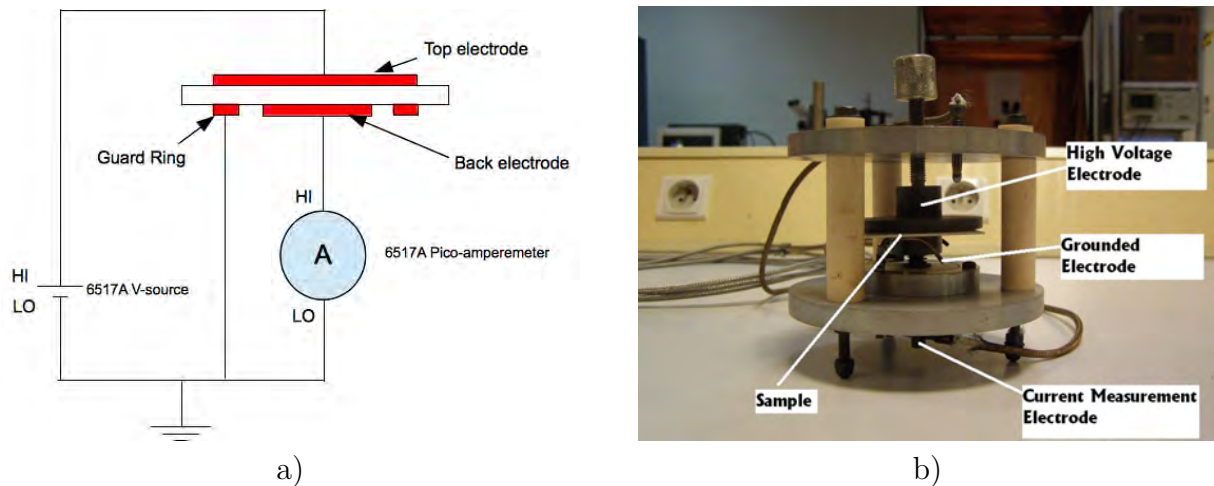 Top electrode
Guard Ring
Back electrode
HI
A
6517A Pico-amperemeter
HI
6517A V-source
LO
LO
a)
High Voltage
Electrode
Grounded
Electrode
Sample
Current Measurement
Electrode
b)